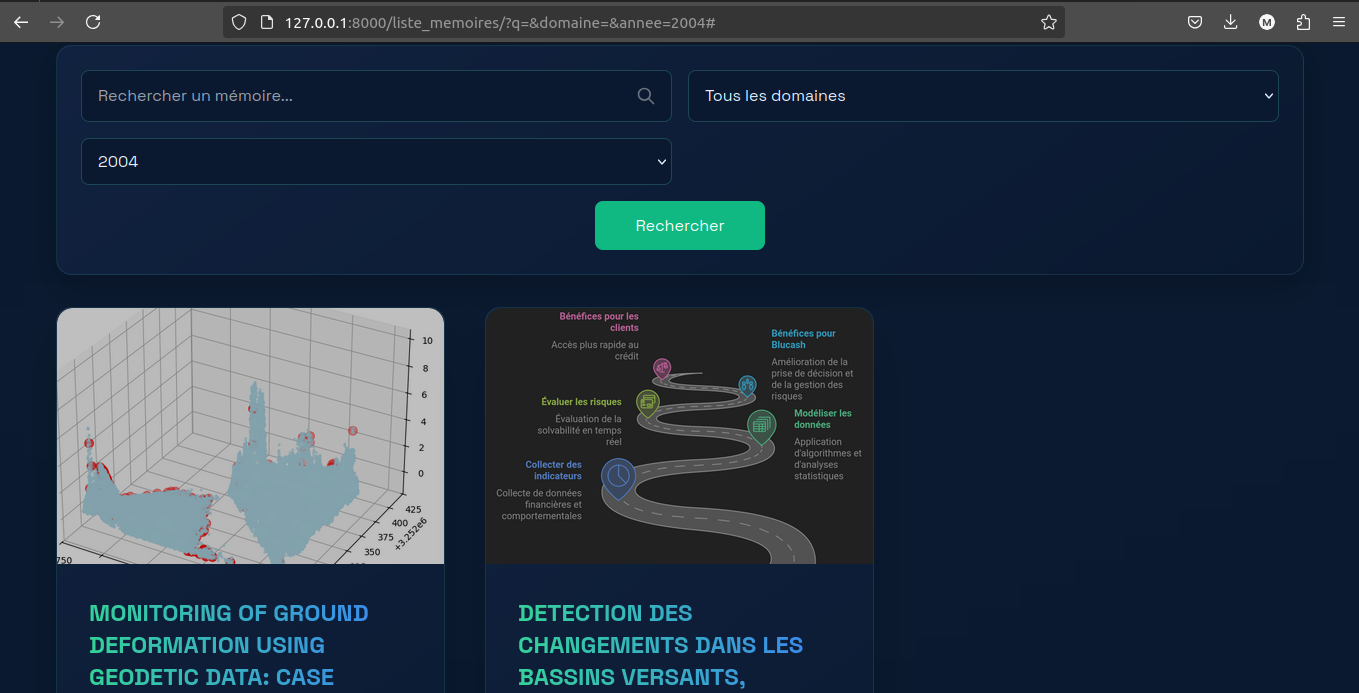 127.0.0.1:8000/liste_memoires/?q=&domaine=&annee=2004#
M
Rechercher un mémoire...
Tous les domaines
2004
Rechercher
10
8
6
4
2
0
425
400
375
350
+3.252e6
750
Bénéfices pour les
clients
Accès plus rapide au
crédit
Bénéfices pour
Blucash
Amélioration de la
prise de décision et
de la gestion des
risques
Évaluer les risques
Évaluation de la
solvabilité en temps
réel
Modéliser les
données
Application
d'algorithmes et
d'analyses
statistiques
Collecter des
indicateurs
Collecte de données
financières et
comportementales
MONITORING OF GROUND
DEFORMATION USING
GEODETIC DATA: CASE
DETECTION DES
CHANGEMENTS DANS LES
BASSINS VERSANTS,